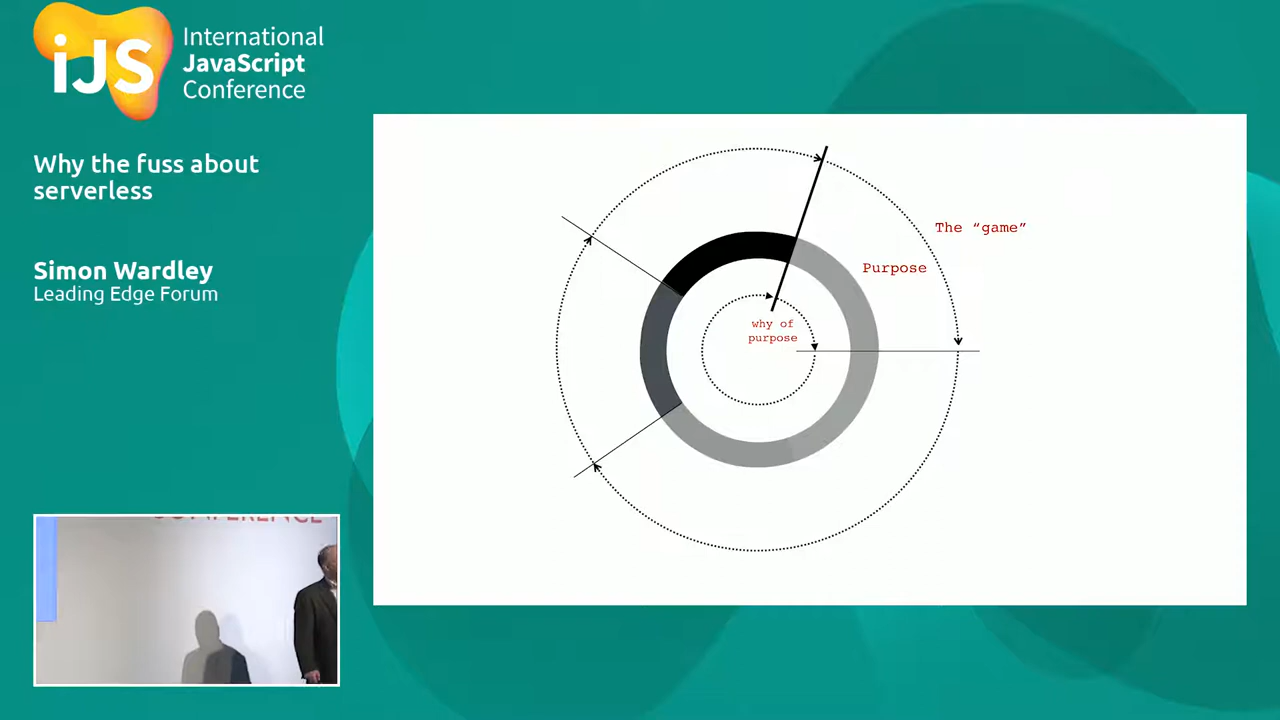 iJS
International
JavaScript
Conference
Why the fuss about
serverless
Simon Wardley
Leading Edge Forum
The “game”
Purpose
why of
purpose
CONFERENCE